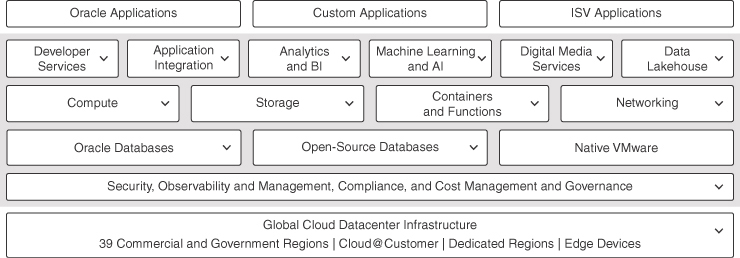 Oracle Applications
Custom Applications
ISV Applications
Developer
Services
Application
Integration
Analytics
and BI
Machine Learning
and AI
Digital Media
Services
Data
Lakehouse
Compute
Storage
Containers
and Functions
Networking
Oracle Databases
Open-Source Databases
Native VMware
Security, Observability and Management, Compliance, and Cost Management and Governance
Global Cloud Datacenter Infrastructure
39 Commercial and Government Regions | Cloud@Customer | Dedicated Regions | Edge Devices